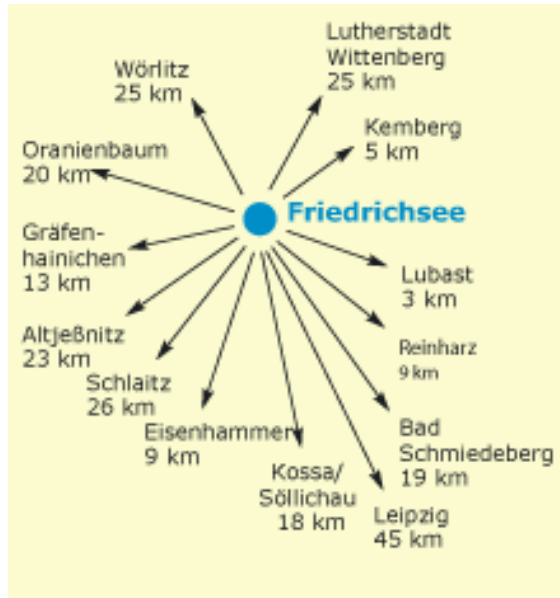 Lutherstadt
Wittenberg
25 km
Wörlitz
25 km
Kemberg
5 km
Oranienbaum
20 km
Friedrichsee
Gräfen-
hainichen
13 km
Lubast
3 km
Altjeßnitz
23 km
Reinharz
9 km
Schlaitz
26 km
Eisenhammer
9 km
Bad
Schmiedeberg
19 km
Kossa/
Söllichau
18 km
Leipzig
45 km